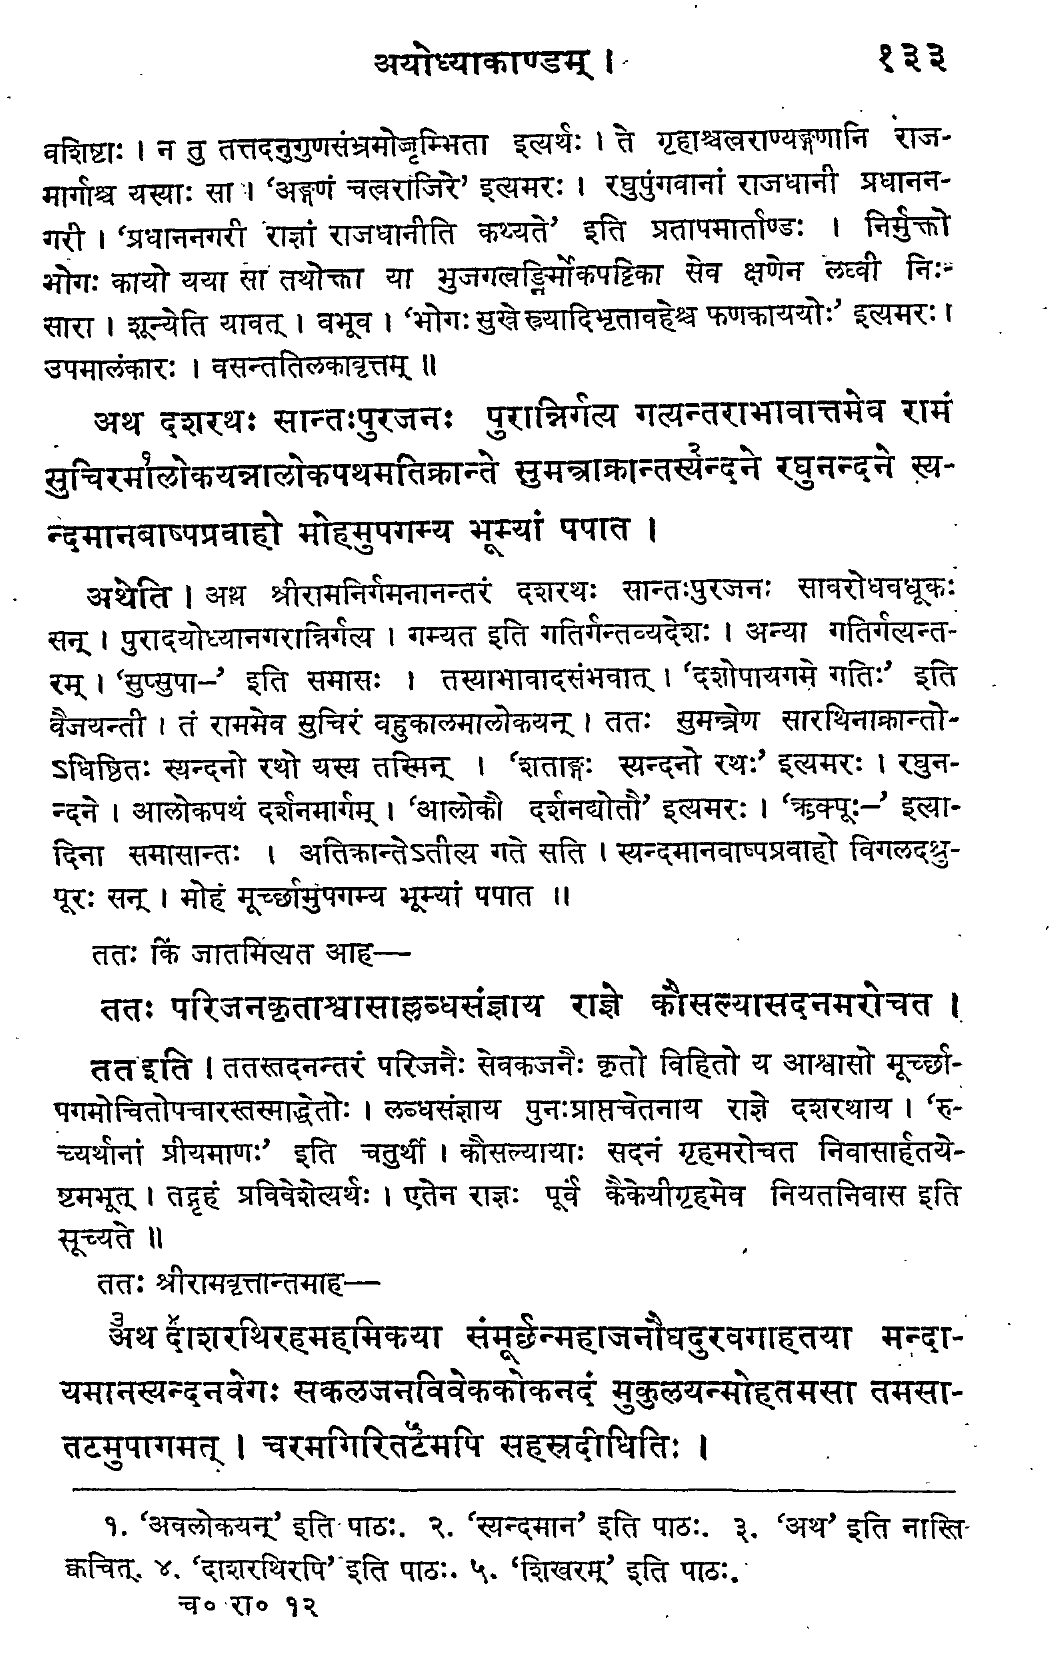 अयोध्याकाण्डम् । १३३
वशिष्टाः । न तु तत्तदनुगुणसंभ्रमोज्जृम्भिता इत्यर्थः । ते गृहाश्चत्वराण्यङ्गणानि राज-
मार्गाश्च यस्याः सा । ‘अङ्गणं चत्वराजिरे’ इत्यमरः । रघुपुंगवानां राजधानी प्रधानन-
गरी । ‘प्रधाननगरी राज्ञां राजधानीति कथ्यते’ इति प्रतापमार्ताण्डः । निर्मुक्तो
भोगः कायो यया सा तथोक्ता या भुजगत्वङ्निर्मोकपट्टिका सेव क्षणेन लघ्वी निः-
सारा । शून्येति यावत् । बभूव । ‘भोगः सुखे स्त्र्यादिभृतावहेश्च फणकाययोः’ इत्यमरः ।
उपमालंकारः । वसन्ततिलकावृत्तम् ॥
अथ दशरथः सान्तःपुरजनः पुरान्निर्गत्य गत्यन्तराभावात्तमेव रामं
सुचिरमा१लोकयन्नालोकपथमतिक्रान्ते सुमन्त्राक्रान्तस्य२न्दने रघुनन्दने स्य-
न्दमानबाष्पप्रवाहो मोहमुपगम्य भूम्यां पपात ।
अथेति । अथ श्रीरामनिर्गमनानन्तरं दशरथः सान्तःपुरजनः सावरोधवधूकः
सन् । पुरादयोध्यानगरान्निर्गत्य । गम्यत इति गतिर्गन्तव्यदेशः । अन्या गतिर्गत्यन्त-
रम् । ‘सुप्सुपा—’ इति समासः । तस्याभावादसंभवात् । ‘दशोपायगमे गतिः’ इति
वैजयन्ती । तं राममेव सुचिरं बहुकालमालोकयन् । ततः सुमन्त्रेण सारथिनाक्रान्तो-
ऽधिष्ठितः स्यन्दनो रथो यस्य तस्मिन् । ‘शताङ्गः स्यन्दनो रथः’ इत्यमरः । रघुन-
न्दने । आलोकपथं दर्शनमार्गम् । ‘आलोकौ दर्शनद्योतौ’ इत्यमरः । ‘ऋक्पूः—’ इत्या-
दिना समासान्तः । अतिक्रान्तेऽतीत्य गते सति । स्यन्दमानबाष्पप्रवाहो विगलदश्रु-
पूरः सन् । मोहं मूर्च्छामुपगम्य भूम्यां पपात ॥
ततः किं जातमित्यत आह—
ततः परिजनकृताश्वासाल्लब्धसंज्ञाय राज्ञे कौसल्यासदनमरोचत ।
तत इति । ततस्तदनन्तरं परिजनैः सेवकजनैः कृतो विहितो य आश्वासो मूर्च्छा-
पगमोचितोपचारस्तस्माद्धेतोः । लब्धसंज्ञाय पुनःप्राप्तचेतनाय राज्ञे दशरथाय । ‘रु-
च्यर्थानां प्रीयमाणः’ इति चतुर्थी । कौसल्यायाः सदनं गृहमरोचत निवासार्हतये-
ष्टमभूत् । तद्गृहं प्रविवेशेत्यर्थः । एतेन राज्ञः पूर्वं कैकेयीगृहमेव नियतनिवास इति
सूच्यते ॥
ततः श्रीरामवृत्तान्तमाह—
अ३थ दा४शरथिरहमहमिकया संमूर्छन्महाजनौघदुरवगाहतया मन्दा-
यमानस्यन्दनवेगः सकलजनविवेककोकनदं मुकुलयन्मोहतमसा तमसा-
तटमुपागमत् । चरमगिरितट५मपि सहस्रदीधितिः ।
१. ‘अवलोकयन्’ इति पाठः. २. ‘स्यन्दमान’ इति पाठः. ३. ‘अथ’ इति नास्ति
क्वचित्. ४. ‘दाशरथिरपि’ इति पाठः. ५. ‘शिखरम्’ इति पाठः.
च० रा० १२